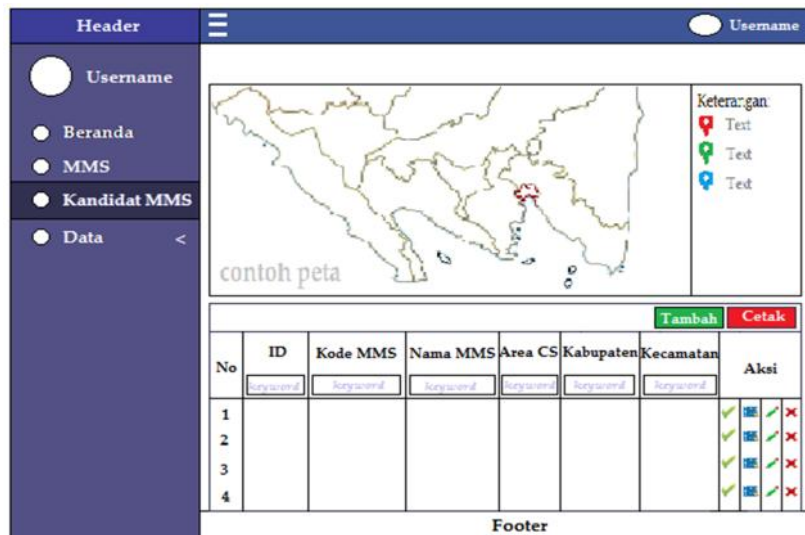 Header
Username
Username
Beranda
MMS
Kandidat MMS
Data <
contoh peta
Keterangan:
Text
Text
Text
Tambah Cetak
No ID Kode MMS Nama MMS Area CS Kabupaten Kecamatan Aksi
keyword keyword keyword keyword keyword keyword
1
2
3
4
Footer